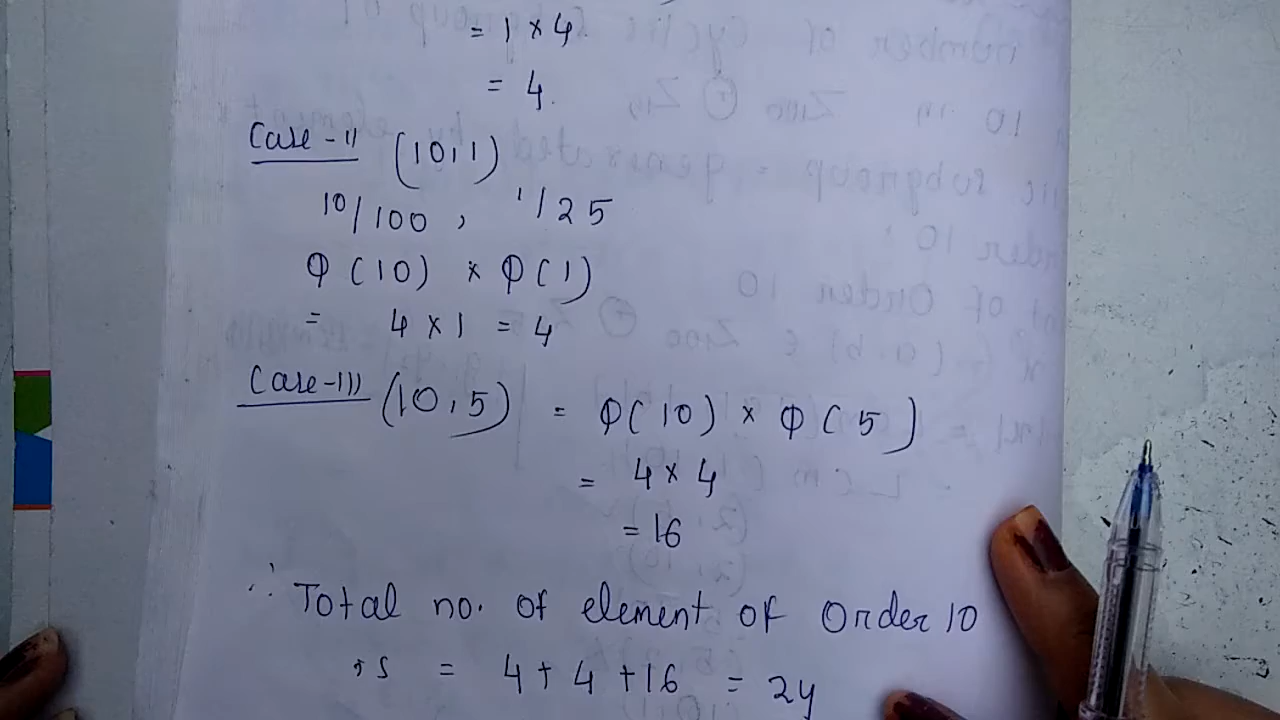 = 1 × 4
= 4.
Case-II (10,1)
10/100, 1/25
φ(10) × φ(1)
= 4 × 1 = 4
Case-III (10,5) = φ(10) × φ(5)
= 4 × 4
= 16
∴ Total no. of element of Order 10
is = 4 + 4 + 16 = 24